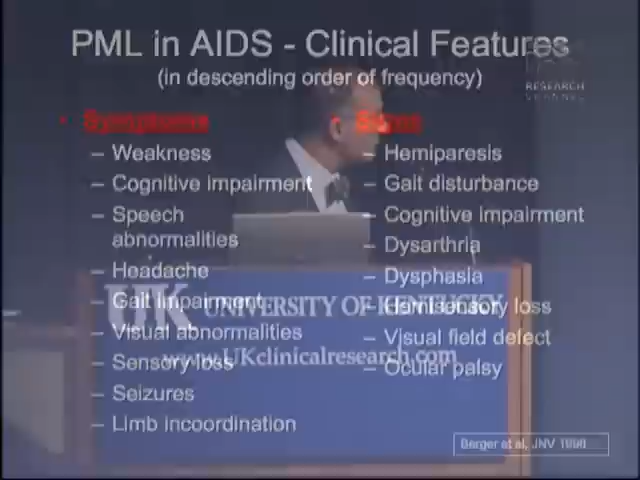 PML in AIDS - Clinical Features
(in descending order of frequency)
RESEARCH
CHANNEL
• Symptoms
– Weakness
– Cognitive impairment
– Speech
abnormalities
– Headache
– Gait impairment
– Visual abnormalities
– Sensory loss
– Seizures
– Limb incoordination
• Signs
– Hemiparesis
– Gait disturbance
– Cognitive impairment
– Dysarthria
– Dysphasia
– Hemisensory loss
– Visual field defect
– Ocular palsy
UK UNIVERSITY OF KENTUCKY
www.UKclinicalresearch.com
Berger et al, JNV 1998